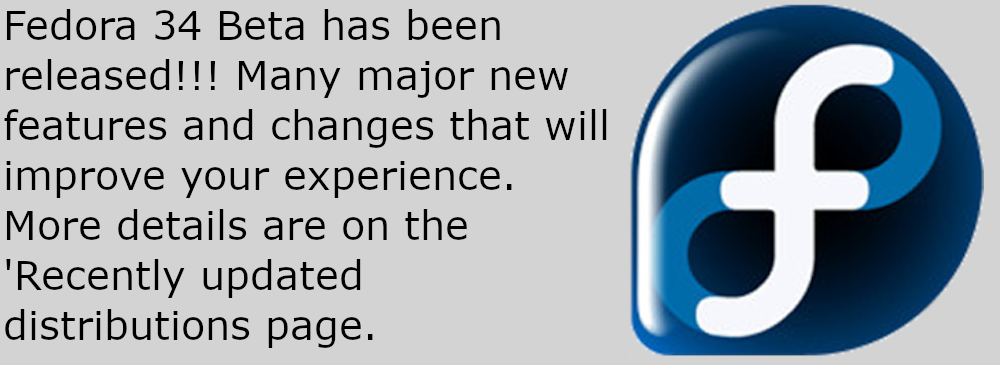 Fedora 34 Beta has been
released!!! Many major new
features and changes that will
improve your experience.
More details are on the
'Recently updated
distributions page.